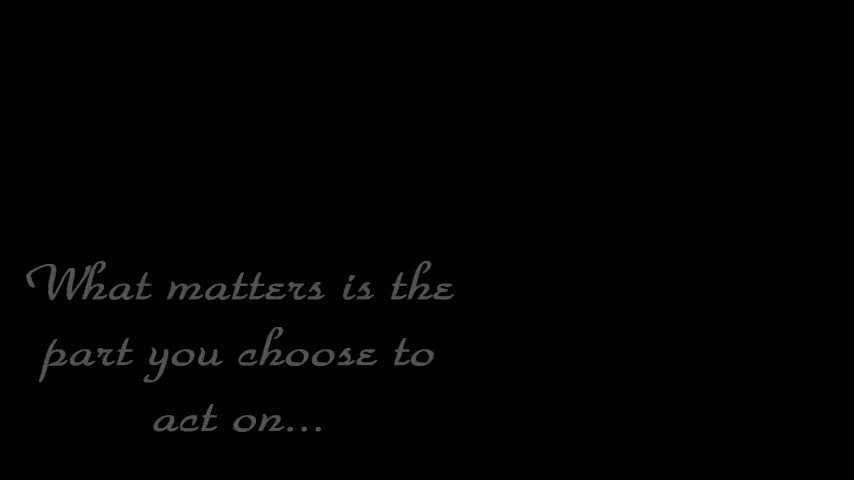 What matters is the
part you choose to
act on...